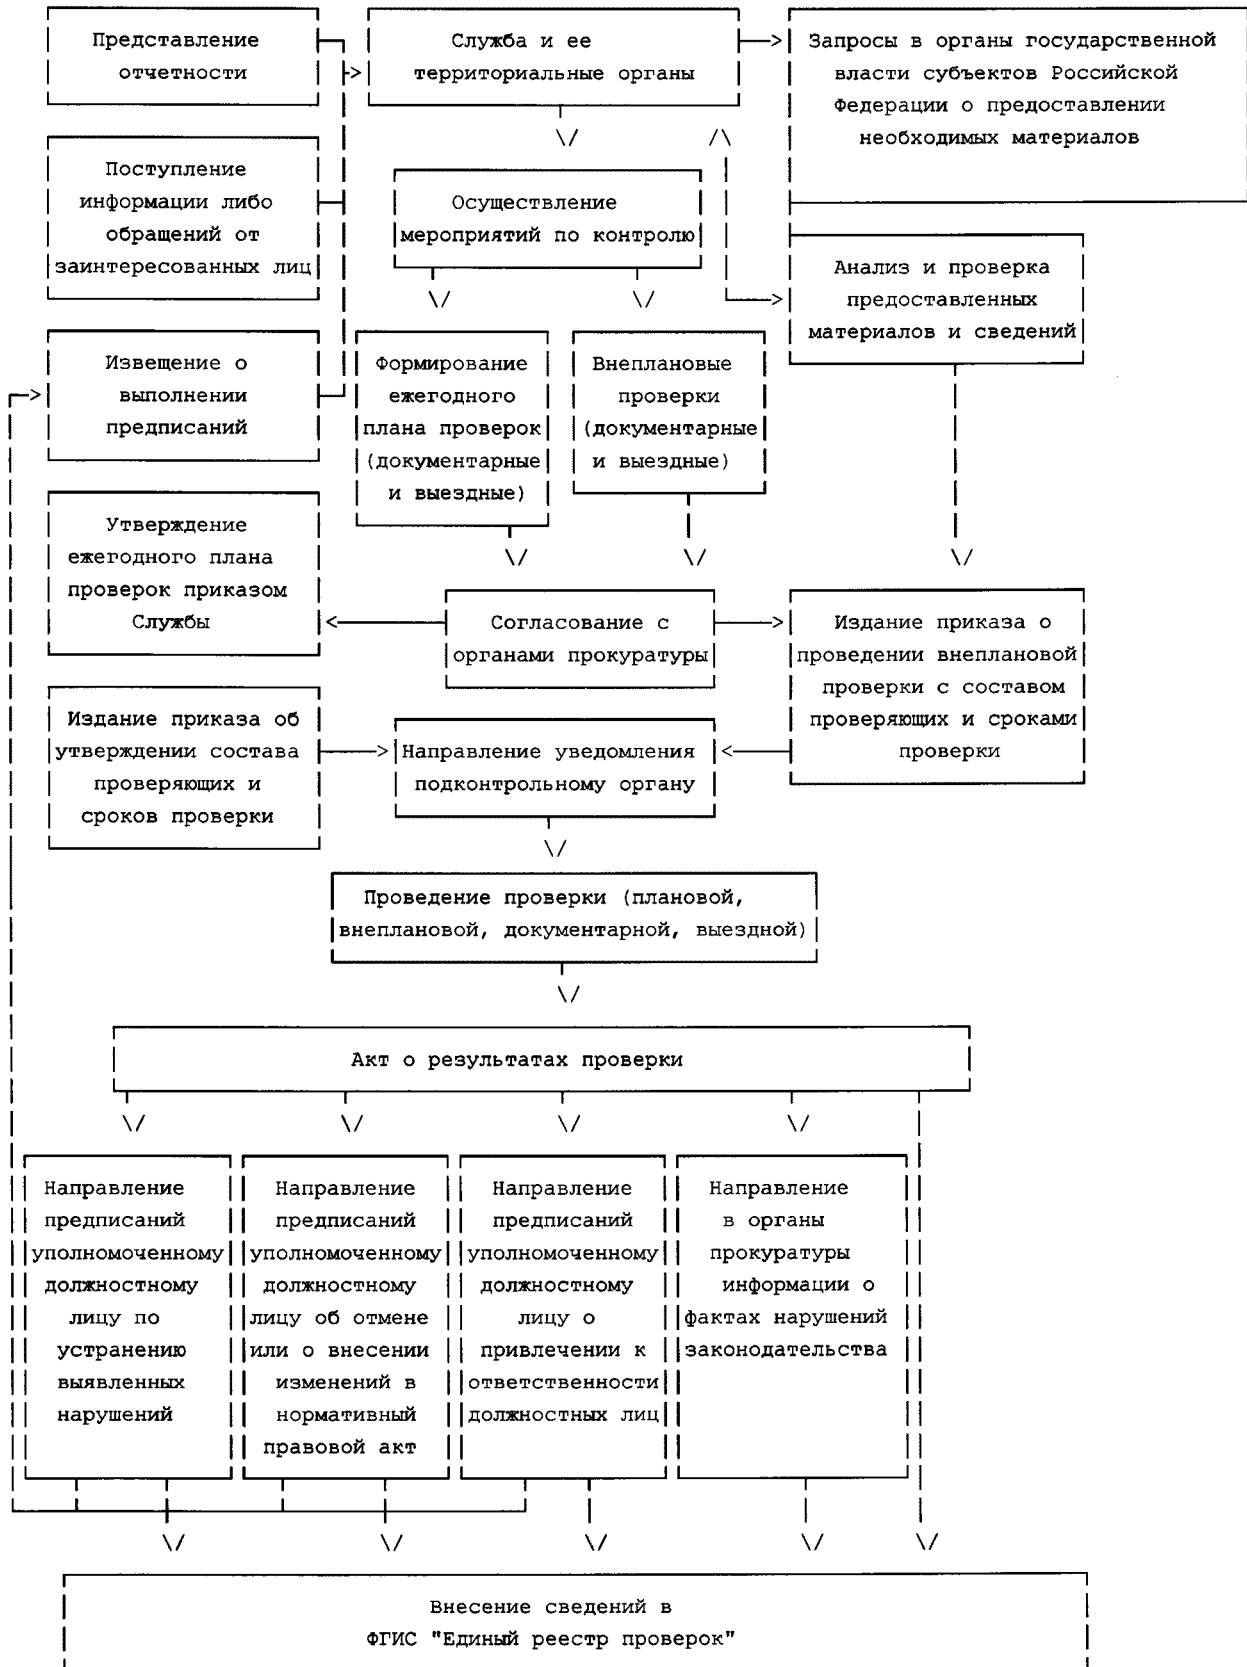 Представление
отчетности
Служба и ее
территориальные органы
Запросы в органы государственной
власти субъектов Российской
Федерации о предоставлении
необходимых материалов
Поступление
информации либо
обращений от
заинтересованных лиц
Осуществление
мероприятий по контролю
Анализ и проверка
предоставленных
материалов и сведений
Извещение о
выполнении
предписаний
Формирование
ежегодного
плана проверок
(документарные
и выездные)
Внеплановые
проверки
(документарные
и выездные)
Утверждение
ежегодного плана
проверок приказом
Службы
Согласование с
органами прокуратуры
Издание приказа о
проведении внеплановой
проверки с составом
проверяющих и сроками
проверки
Издание приказа об
утверждении состава
проверяющих и
сроков проверки
Направление уведомления
подконтрольному органу
Проведение проверки (плановой,
внеплановой, документарной, выездной)
Акт о результатах проверки
Направление
предписаний
уполномоченному
должностному
лицу по
устранению
выявленных
нарушений
Направление
предписаний
уполномоченному
должностному
лицу об отмене
или о внесении
изменений в
нормативный
правовой акт
Направление
предписаний
уполномоченному
должностному
лицу о
привлечении к
ответственности
должностных лиц
Направление
в органы
прокуратуры
информации о
фактах нарушений
законодательства
Внесение сведений в
ФГИС "Единый реестр проверок"